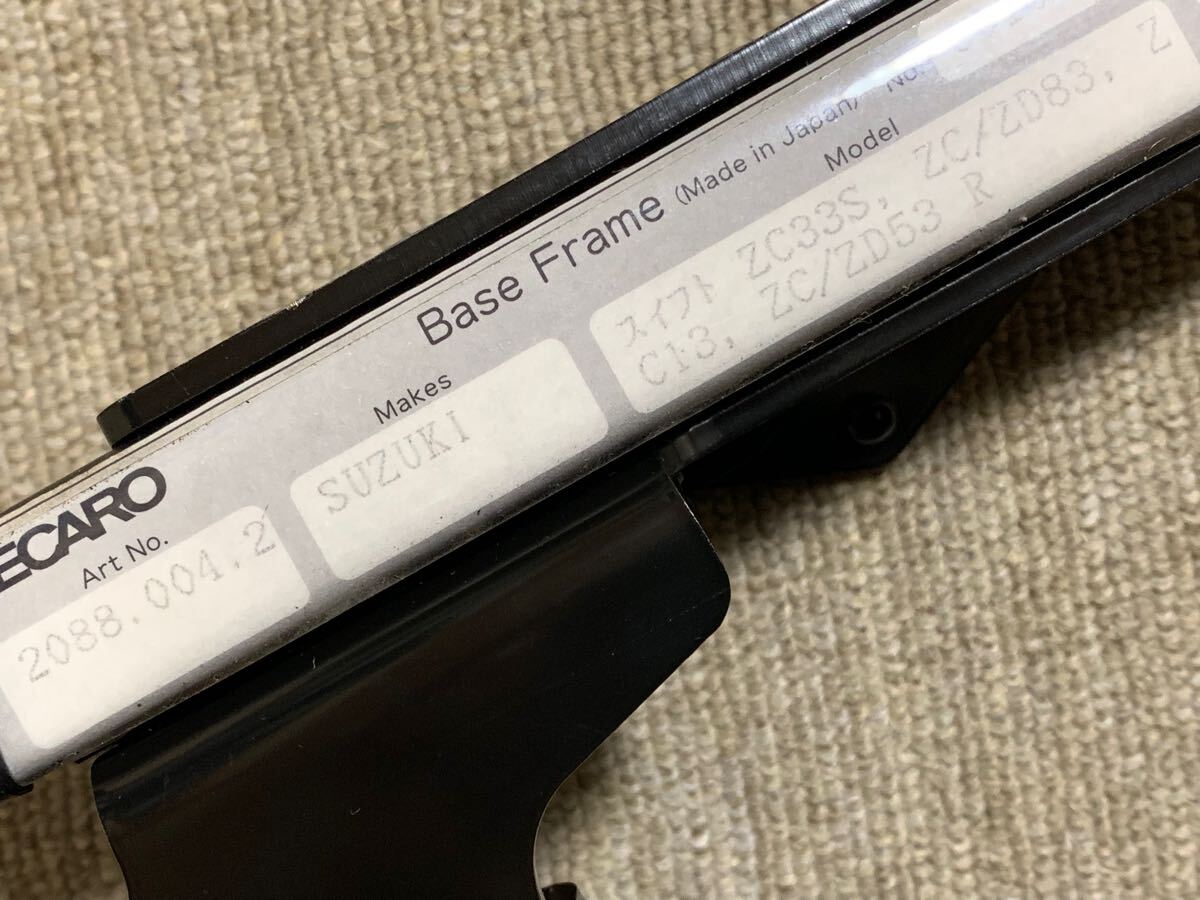 Base Frame (Made in Japan) No.
ECARO
Art No.
2088.004.2
Makes
SUZUKI
Model
スイフト ZC33S, ZC/ZD83, Z
C13, ZC/ZD53 R